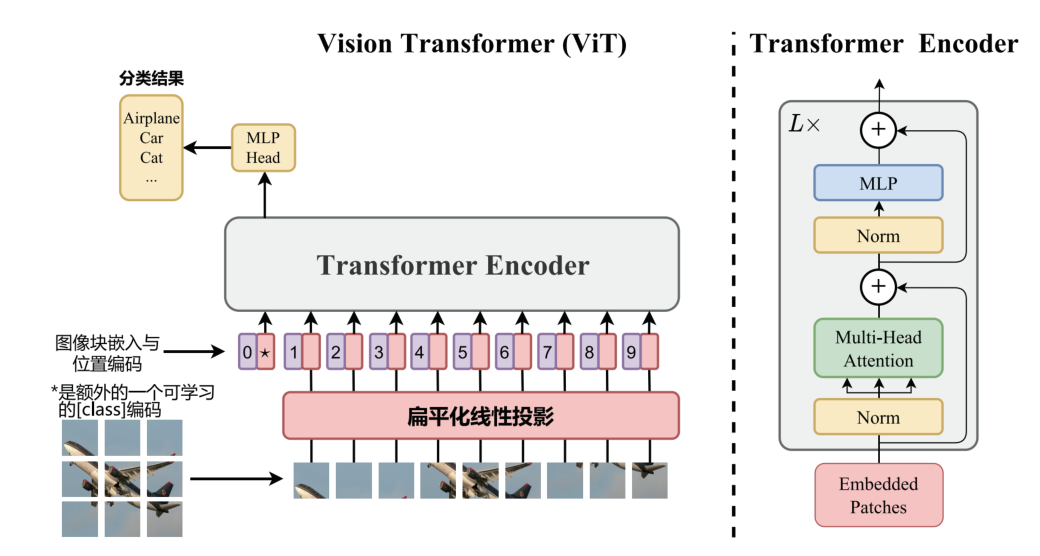 Vision Transformer (ViT)
分类结果
Airplane
Car
Cat
...
MLP
Head
Transformer Encoder
图像块嵌入与
位置编码
0 * 1 2 3 4 5 6 7 8 9
*是额外的一个可学习
的[class]编码
扁平化线性投影
Transformer Encoder
L×
+
MLP
Norm
+
Multi-Head
Attention
Norm
Embedded
Patches